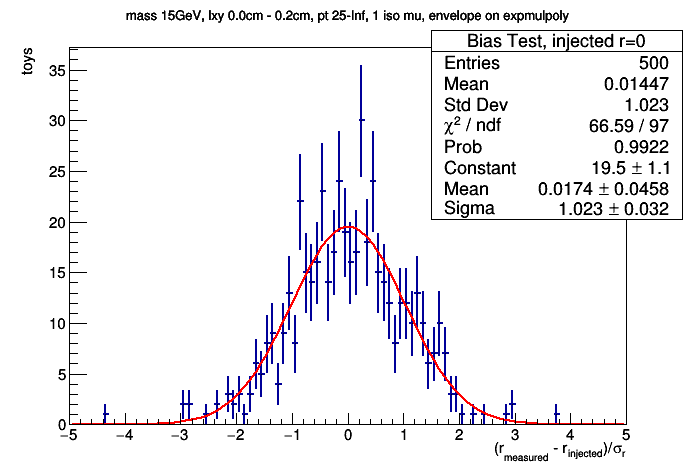 mass 15GeV, lxy 0.0cm - 0.2cm, pt 25-Inf, 1 iso mu, envelope on expmulpoly
Bias Test, injected r=0
Entries 500
Mean 0.01447
Std Dev 1.023
χ² / ndf 66.59 / 97
Prob 0.9922
Constant 19.5 ± 1.1
Mean 0.0174 ± 0.0458
Sigma 1.023 ± 0.032
toys
35
30
25
20
15
10
5
0
−5 −4 −3 −2 −1 0 1 2 3 4 5
(r_measured - r_injected)/σ_r